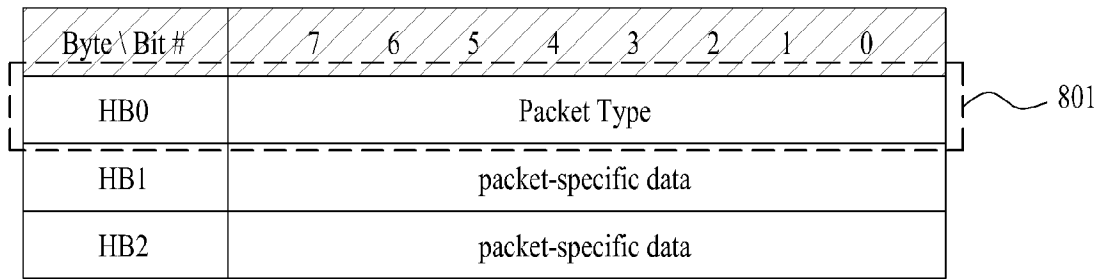 Byte \ Bit # 7 6 5 4 3 2 1 0
HB0 Packet Type 801
HB1 packet-specific data
HB2 packet-specific data